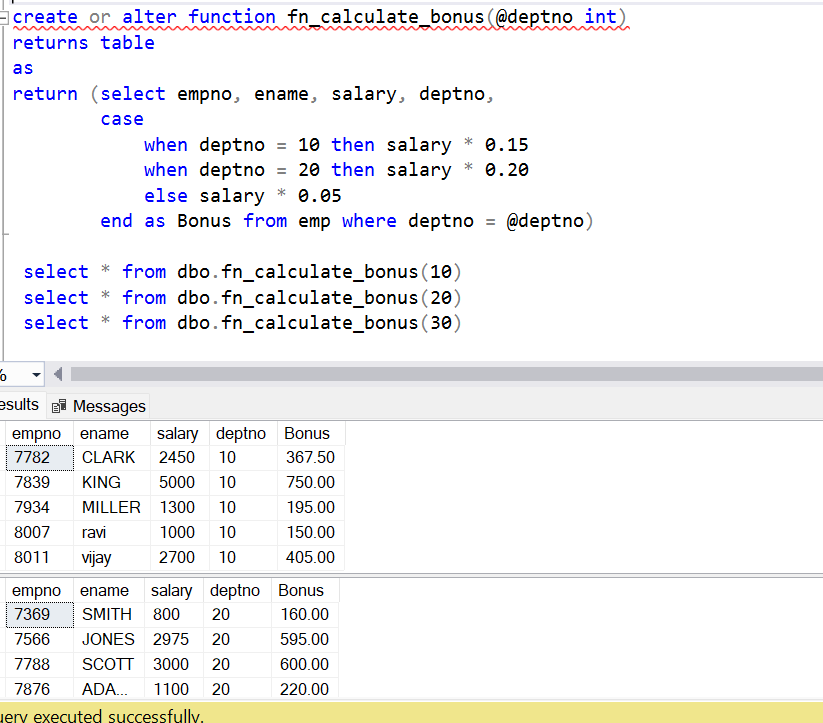 create or alter function fn_calculate_bonus(@deptno int)
returns table
as
return (select empno, ename, salary, deptno,
case
when deptno = 10 then salary * 0.15
when deptno = 20 then salary * 0.20
else salary * 0.05
end as Bonus from emp where deptno = @deptno)
select * from dbo.fn_calculate_bonus(10)
select * from dbo.fn_calculate_bonus(20)
select * from dbo.fn_calculate_bonus(30)
%
esults Messages
empno ename salary deptno Bonus
7782 CLARK 2450 10 367.50
7839 KING 5000 10 750.00
7934 MILLER 1300 10 195.00
8007 ravi 1000 10 150.00
8011 vijay 2700 10 405.00
empno ename salary deptno Bonus
7369 SMITH 800 20 160.00
7566 JONES 2975 20 595.00
7788 SCOTT 3000 20 600.00
7876 ADA... 1100 20 220.00
uery executed successfully.